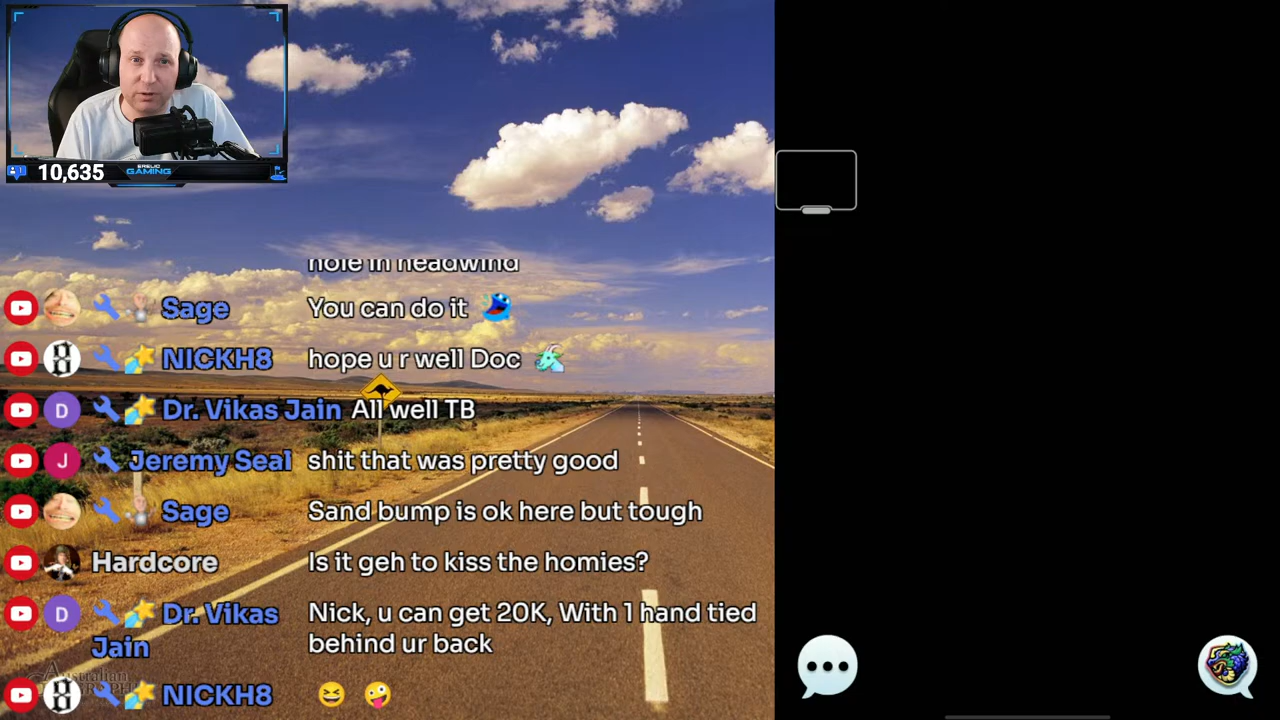 10,635
ERELIC
GAMING
hole in headwind
Sage You can do it
NICKH8 hope u r well Doc
D Dr. Vikas Jain All well TB
J Jeremy Seal shit that was pretty good
Sage Sand bump is ok here but tough
Hardcore Is it geh to kiss the homies?
D Dr. Vikas Nick, u can get 20K, With 1 hand tied
Jain behind ur back
Australian
NICKH8